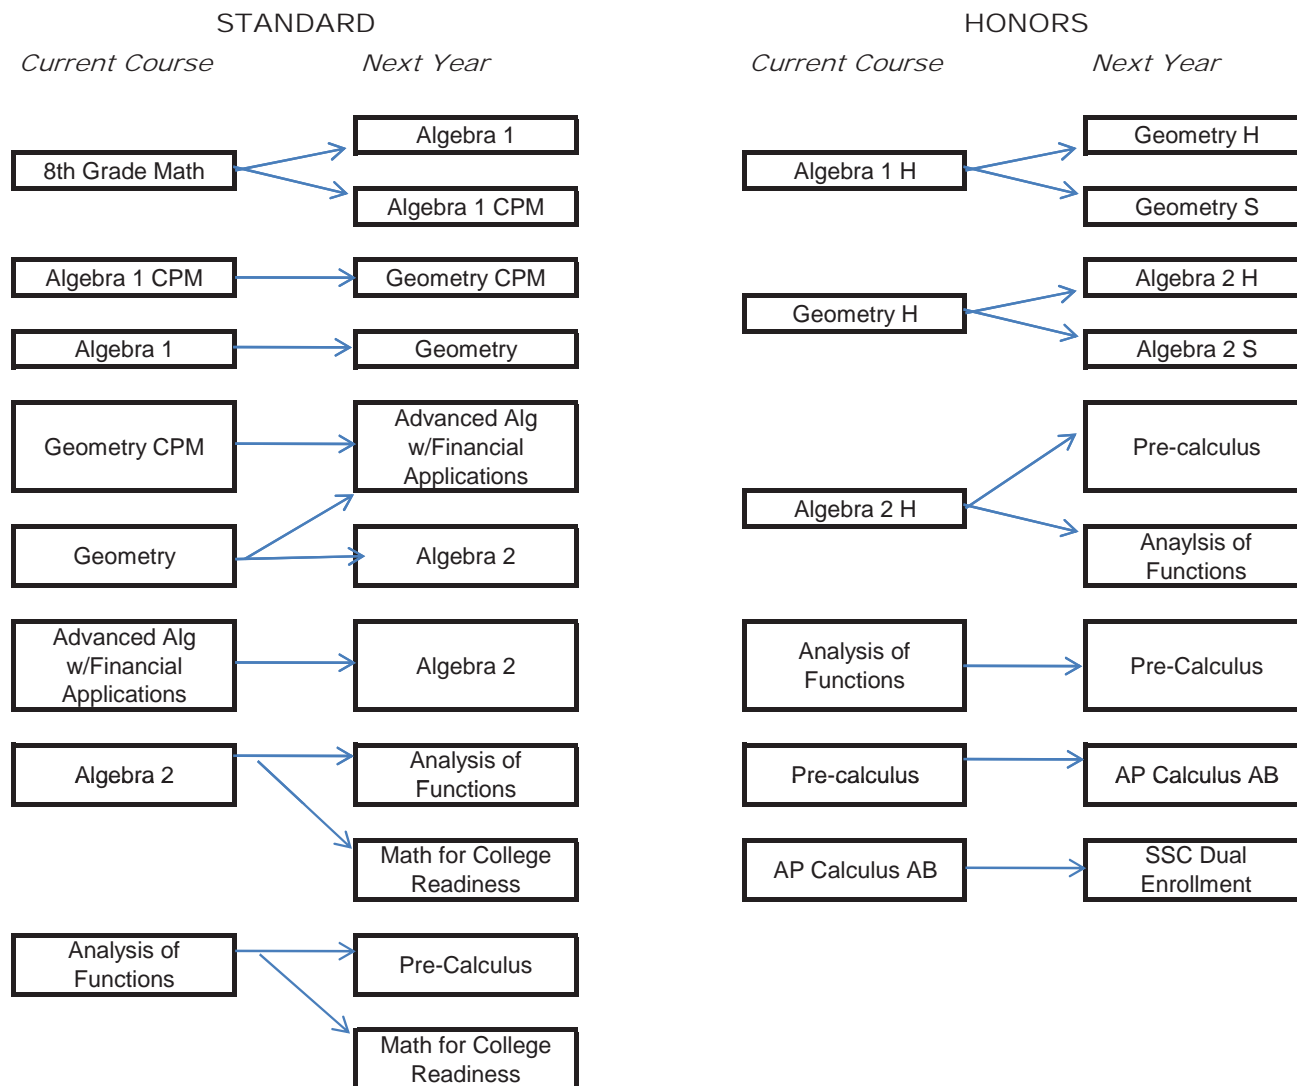 STANDARD
Current Course
Next Year
8th Grade Math
Algebra 1
Algebra 1 CPM
Algebra 1 CPM
Geometry CPM
Algebra 1
Geometry
Geometry CPM
Advanced Alg
w/Financial
Applications
Geometry
Algebra 2
Advanced Alg
w/Financial
Applications
Algebra 2
Algebra 2
Analysis of
Functions
Math for College
Readiness
Analysis of
Functions
Pre-Calculus
Math for College
Readiness
HONORS
Current Course
Next Year
Algebra 1 H
Geometry H
Geometry S
Geometry H
Algebra 2 H
Algebra 2 S
Algebra 2 H
Pre-calculus
Anaylsis of
Functions
Analysis of
Functions
Pre-Calculus
Pre-calculus
AP Calculus AB
AP Calculus AB
SSC Dual
Enrollment